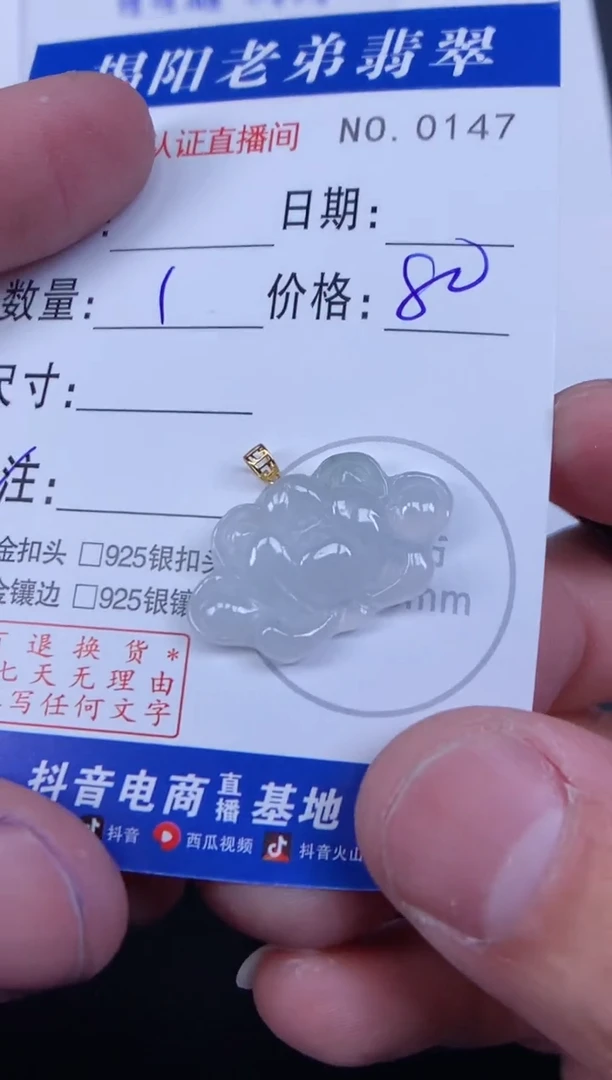 揭阳老弟翡翠
认证直播间 NO. 0147
: 日期:
数量: 1 价格: 80
尺寸:
注:
金扣头 □925银扣头
金镶边 □925银镶
mm
退换货*
七天无理由
写任何文字
抖音电商直播基地
抖音 西瓜视频 抖音火山